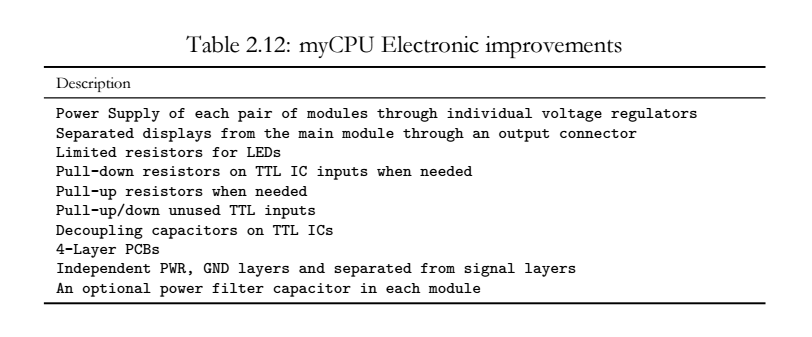 Table 2.12: myCPU Electronic improvements
Description
Power Supply of each pair of modules through individual voltage regulators
Separated displays from the main module through an output connector
Limited resistors for LEDs
Pull-down resistors on TTL IC inputs when needed
Pull-up resistors when needed
Pull-up/down unused TTL inputs
Decoupling capacitors on TTL ICs
4-Layer PCBs
Independent PWR, GND layers and separated from signal layers
An optional power filter capacitor in each module